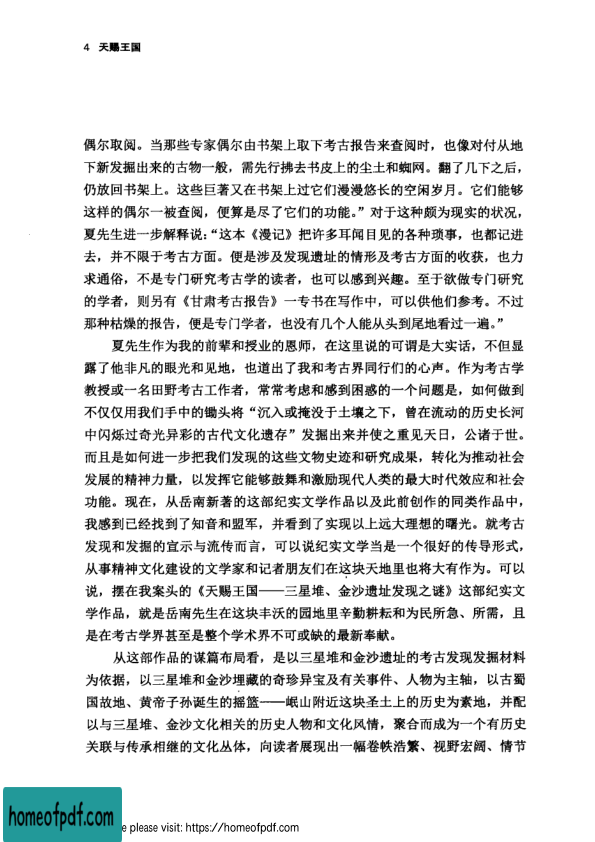 4 天赐王国
偶尔取阅。当那些专家偶尔由书架上取下考古报告来查阅时，也像对付从地
下新发掘出来的古物一般，需先行拂去书皮上的尘土和蜘网。翻了几下之后，
仍放回书架上。这些巨著又在书架上过它们漫漫悠长的空闲岁月。它们能够
这样的偶尔一被查阅，便算是尽了它们的功能。”对于这种颇为现实的状况，
夏先生进一步解释说：“这本《漫记》把许多耳闻目见的各种琐事，也都记进
去，并不限于考古方面。便是涉及发现遗址的情形及考古方面的收获，也力
求通俗，不是专门研究考古学的读者，也可以感到兴趣。至于欲做专门研究
的学者，则另有《甘肃考古报告》一专书在写作中，可以供他们参考。不过
那种枯燥的报告，便是专门学者，也没有几个人能从头到尾地看过一遍。”
夏先生作为我的前辈和授业的恩师，在这里说的可谓是大实话，不但显
露了他非凡的眼光和见地，也道出了我和考古界同行们的心声。作为考古学
教授或一名田野考古工作者，常常考虑和感到困惑的一个问题是，如何做到
不仅仅用我们手中的锄头将“沉入或掩没于土壤之下，曾在流动的历史长河
中闪烁过奇光异彩的古代文化遗存”发掘出来并使之重见天日，公诸于世。
而且是如何进一步把我们发现的这些文物史迹和研究成果，转化为推动社会
发展的精神力量，以发挥它能够鼓舞和激励现代人类的最大时代效应和社会
功能。现在，从岳南新著的这部纪实文学作品以及此前创作的同类作品中，
我感到已经找到了知音和盟军，并看到了实现以上远大理想的曙光。就考古
发现和发掘的宣示与流传而言，可以说纪实文学当是一个很好的传导形式，
从事精神文化建设的文学家和记者朋友们在这块天地里也将大有作为。可以
说，摆在我案头的《天赐王国——三星堆、金沙遗址发现之谜》这部纪实文
学作品，就是岳南先生在这块丰沃的园地里辛勤耕耘和为民所急、所需，且
是在考古学界甚至是整个学术界不可或缺的最新奉献。
从这部作品的谋篇布局看，是以三星堆和金沙遗址的考古发现发掘材料
为依据，以三星堆和金沙埋藏的奇珍异宝及有关事件、人物为主轴，以古蜀
国故地、黄帝子孙诞生的摇篮——岷山附近这块圣土上的历史为素地，并配
以与三星堆、金沙文化相关的历史人物和文化风情，聚合而成为一个有历史
关联与传承相继的文化丛体，向读者展现出一幅卷帙浩繁、视野宏阔、情节
homeofpdf.com
e please visit: https://homeofpdf.com